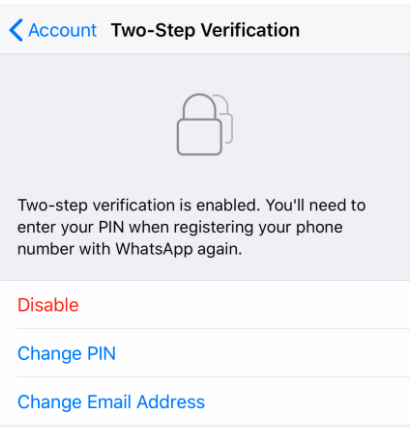 Account Two-Step Verification
Two-step verification is enabled. You'll need to
enter your PIN when registering your phone
number with WhatsApp again.
Disable
Change PIN
Change Email Address